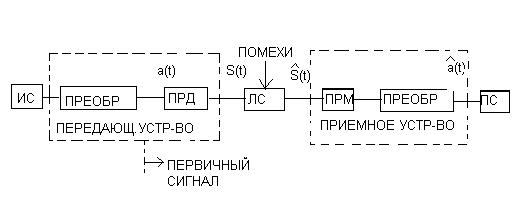 ПОМЕХИ
a(t)
S(t)
Ŝ(t)
â(t)
ИС
ПРЕОБР
ПРД
ЛС
ПРМ
ПРЕОБР
ПС
ПЕРЕДАЮЩ. УСТР-ВО
ПРИЕМНОЕ УСТР-ВО
ПЕРВИЧНЫЙ
СИГНАЛ